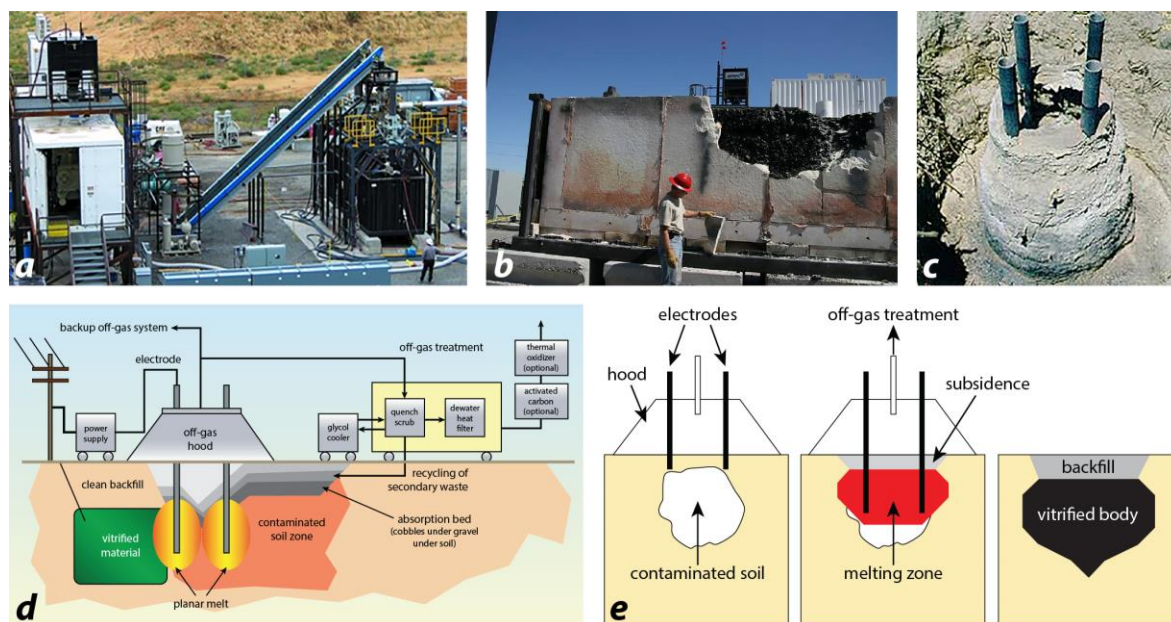 a
b
c
backup off-gas system
electrode
off-gas treatment
thermal
oxidizer
(optional)
activated
carbon
(optional)
power
supply
off-gas
hood
glycol
cooler
quench
scrub
dewater
heat
filter
clean backfill
recycling of
secondary waste
vitrified
material
contaminated
soil zone
absorption bed
(cobbles under gravel
under soil)
planar melt
d
electrodes
off-gas treatment
hood
subsidence
backfill
vitrified body
contaminated soil
melting zone
e